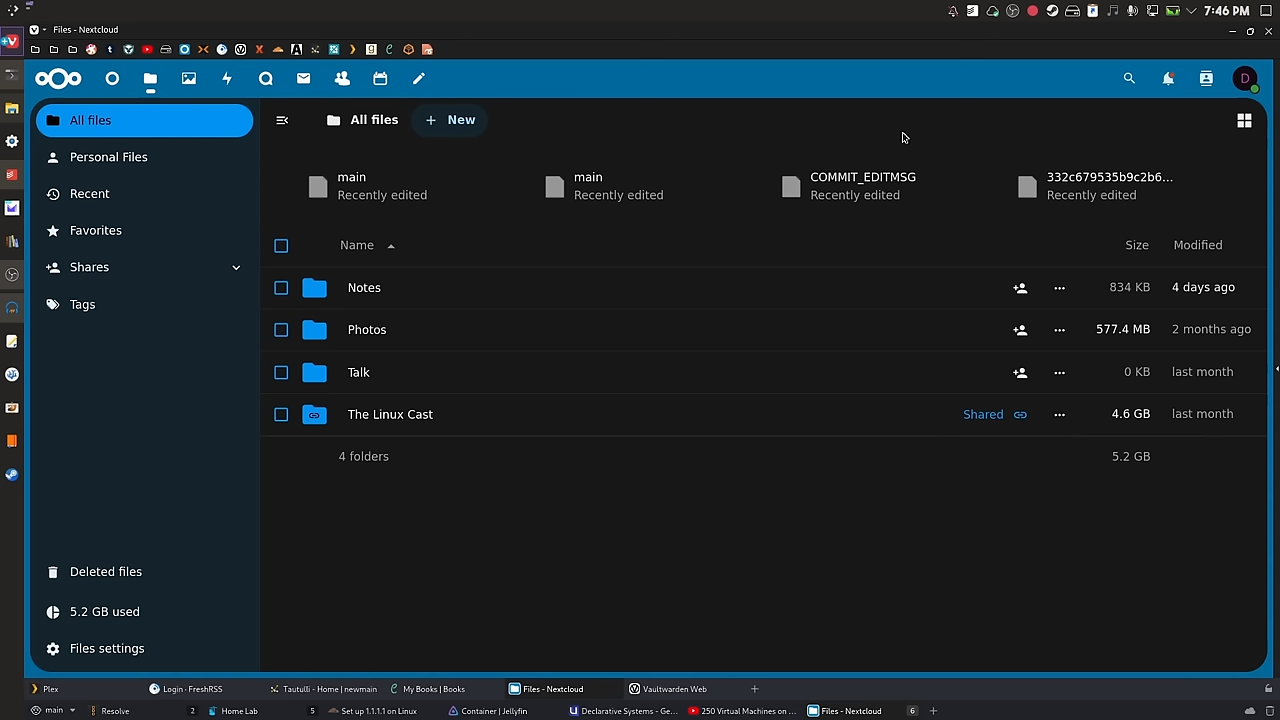 7:46 PM
Files - Nextcloud
D
All files
Personal Files
Recent
Favorites
Shares
Tags
Deleted files
5.2 GB used
Files settings
All files
+ New
main
Recently edited
main
Recently edited
COMMIT_EDITMSG
Recently edited
332c679535b9c2b6...
Recently edited
Name Size Modified
Notes 834 KB 4 days ago
Photos 577.4 MB 2 months ago
Talk 0 KB last month
The Linux Cast Shared 4.6 GB last month
4 folders 5.2 GB
Plex Login · FreshRSS Tautulli - Home | newmain My Books | Books Files - Nextcloud Vaultwarden Web
main Resolve 2 Home Lab 5 Set up 1.1.1.1 on Linux Container | Jellyfin Declarative Systems - Ge... 250 Virtual Machines on ... Files - Nextcloud 6